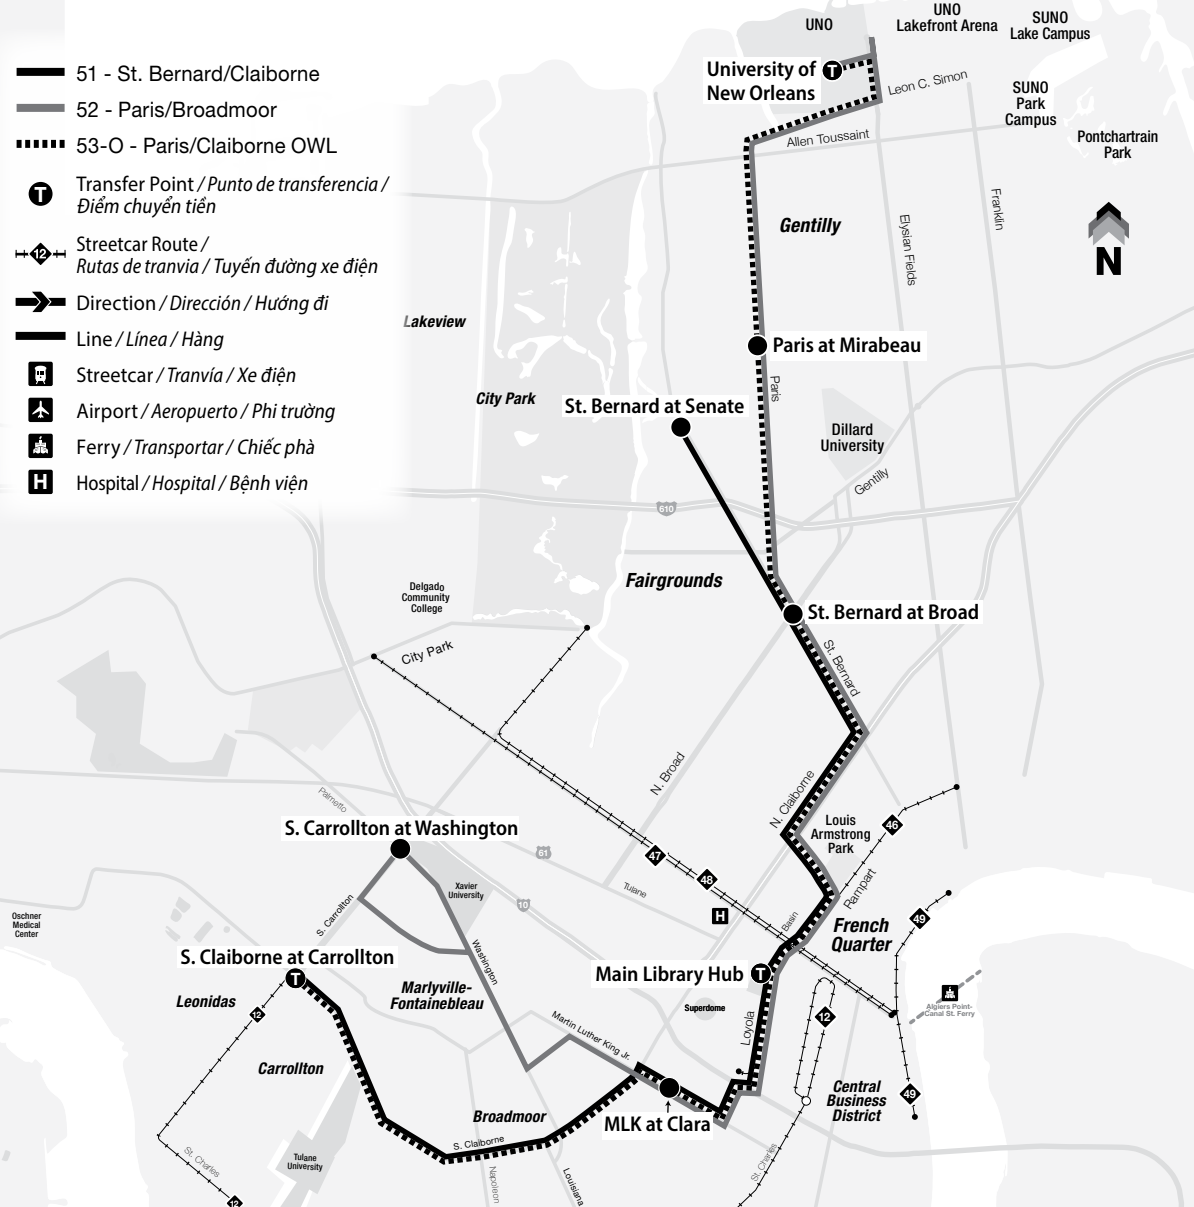 51 - St. Bernard/Claiborne
52 - Paris/Broadmoor
53-O - Paris/Claiborne OWL
T
Transfer Point / Punto de transferencia /
Điểm chuyển tiền
12
Streetcar Route /
Rutas de tranvia / Tuyến đường xe điện
Direction / Dirección / Hướng đi
Line / Línea / Hàng
Streetcar / Tranvía / Xe điện
Airport / Aeropuerto / Phi trường
Ferry / Transportar / Chiếc phà
H
Hospital / Hospital / Bệnh viện
UNO
UNO
Lakefront Arena
SUNO
Lake Campus
University of
New Orleans
T
Leon C. Simon
SUNO
Park
Campus
Allen Toussaint
Pontchartrain
Park
Gentilly
Elysian Fields
Franklin
N
Lakeview
Paris at Mirabeau
Paris
City Park
St. Bernard at Senate
Dillard
University
Gentilly
610
Fairgrounds
Delgado
Community
College
St. Bernard at Broad
City Park
St. Bernard
N. Broad
N. Claiborne
Palmetto
S. Carrollton at Washington
Louis
Armstrong
Park
46
61
47
48
Tulane
Xavier
University
10
Rampart
Oschner
Medical
Center
S. Carrollton
H
Basin
French
Quarter
49
S. Claiborne at Carrollton
T
Washington
Main Library Hub
T
Marlyville-
Fontainebleau
Leonidas
12
Superdome
Algiers Point-
Canal St. Ferry
Martin Luther King Jr.
Loyola
12
Carrollton
Central
Business
District
49
Broadmoor
MLK at Clara
S. Claiborne
Tulane
University
St. Charles
St. Charles
Napoleon
Louisiana
12